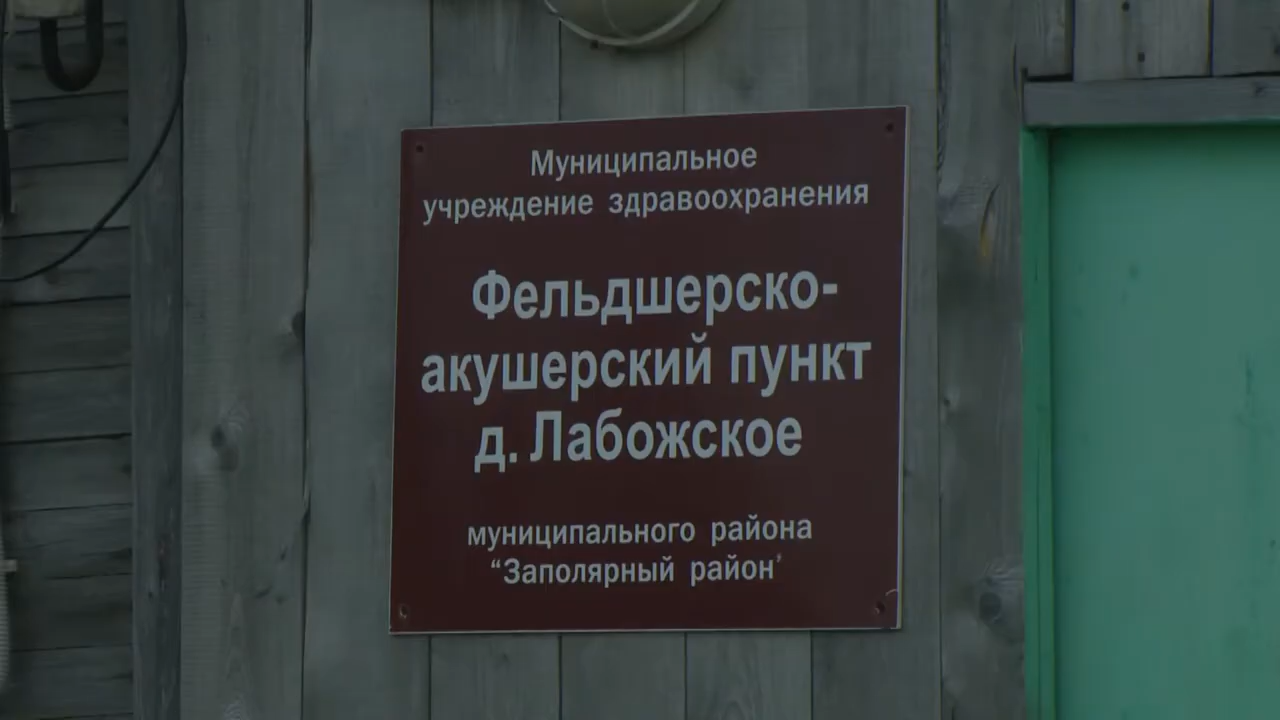 Муниципальное
учреждение здравоохранения
Фельдшерско-
акушерский пункт
д. Лабожское
муниципального района
“Заполярный район’